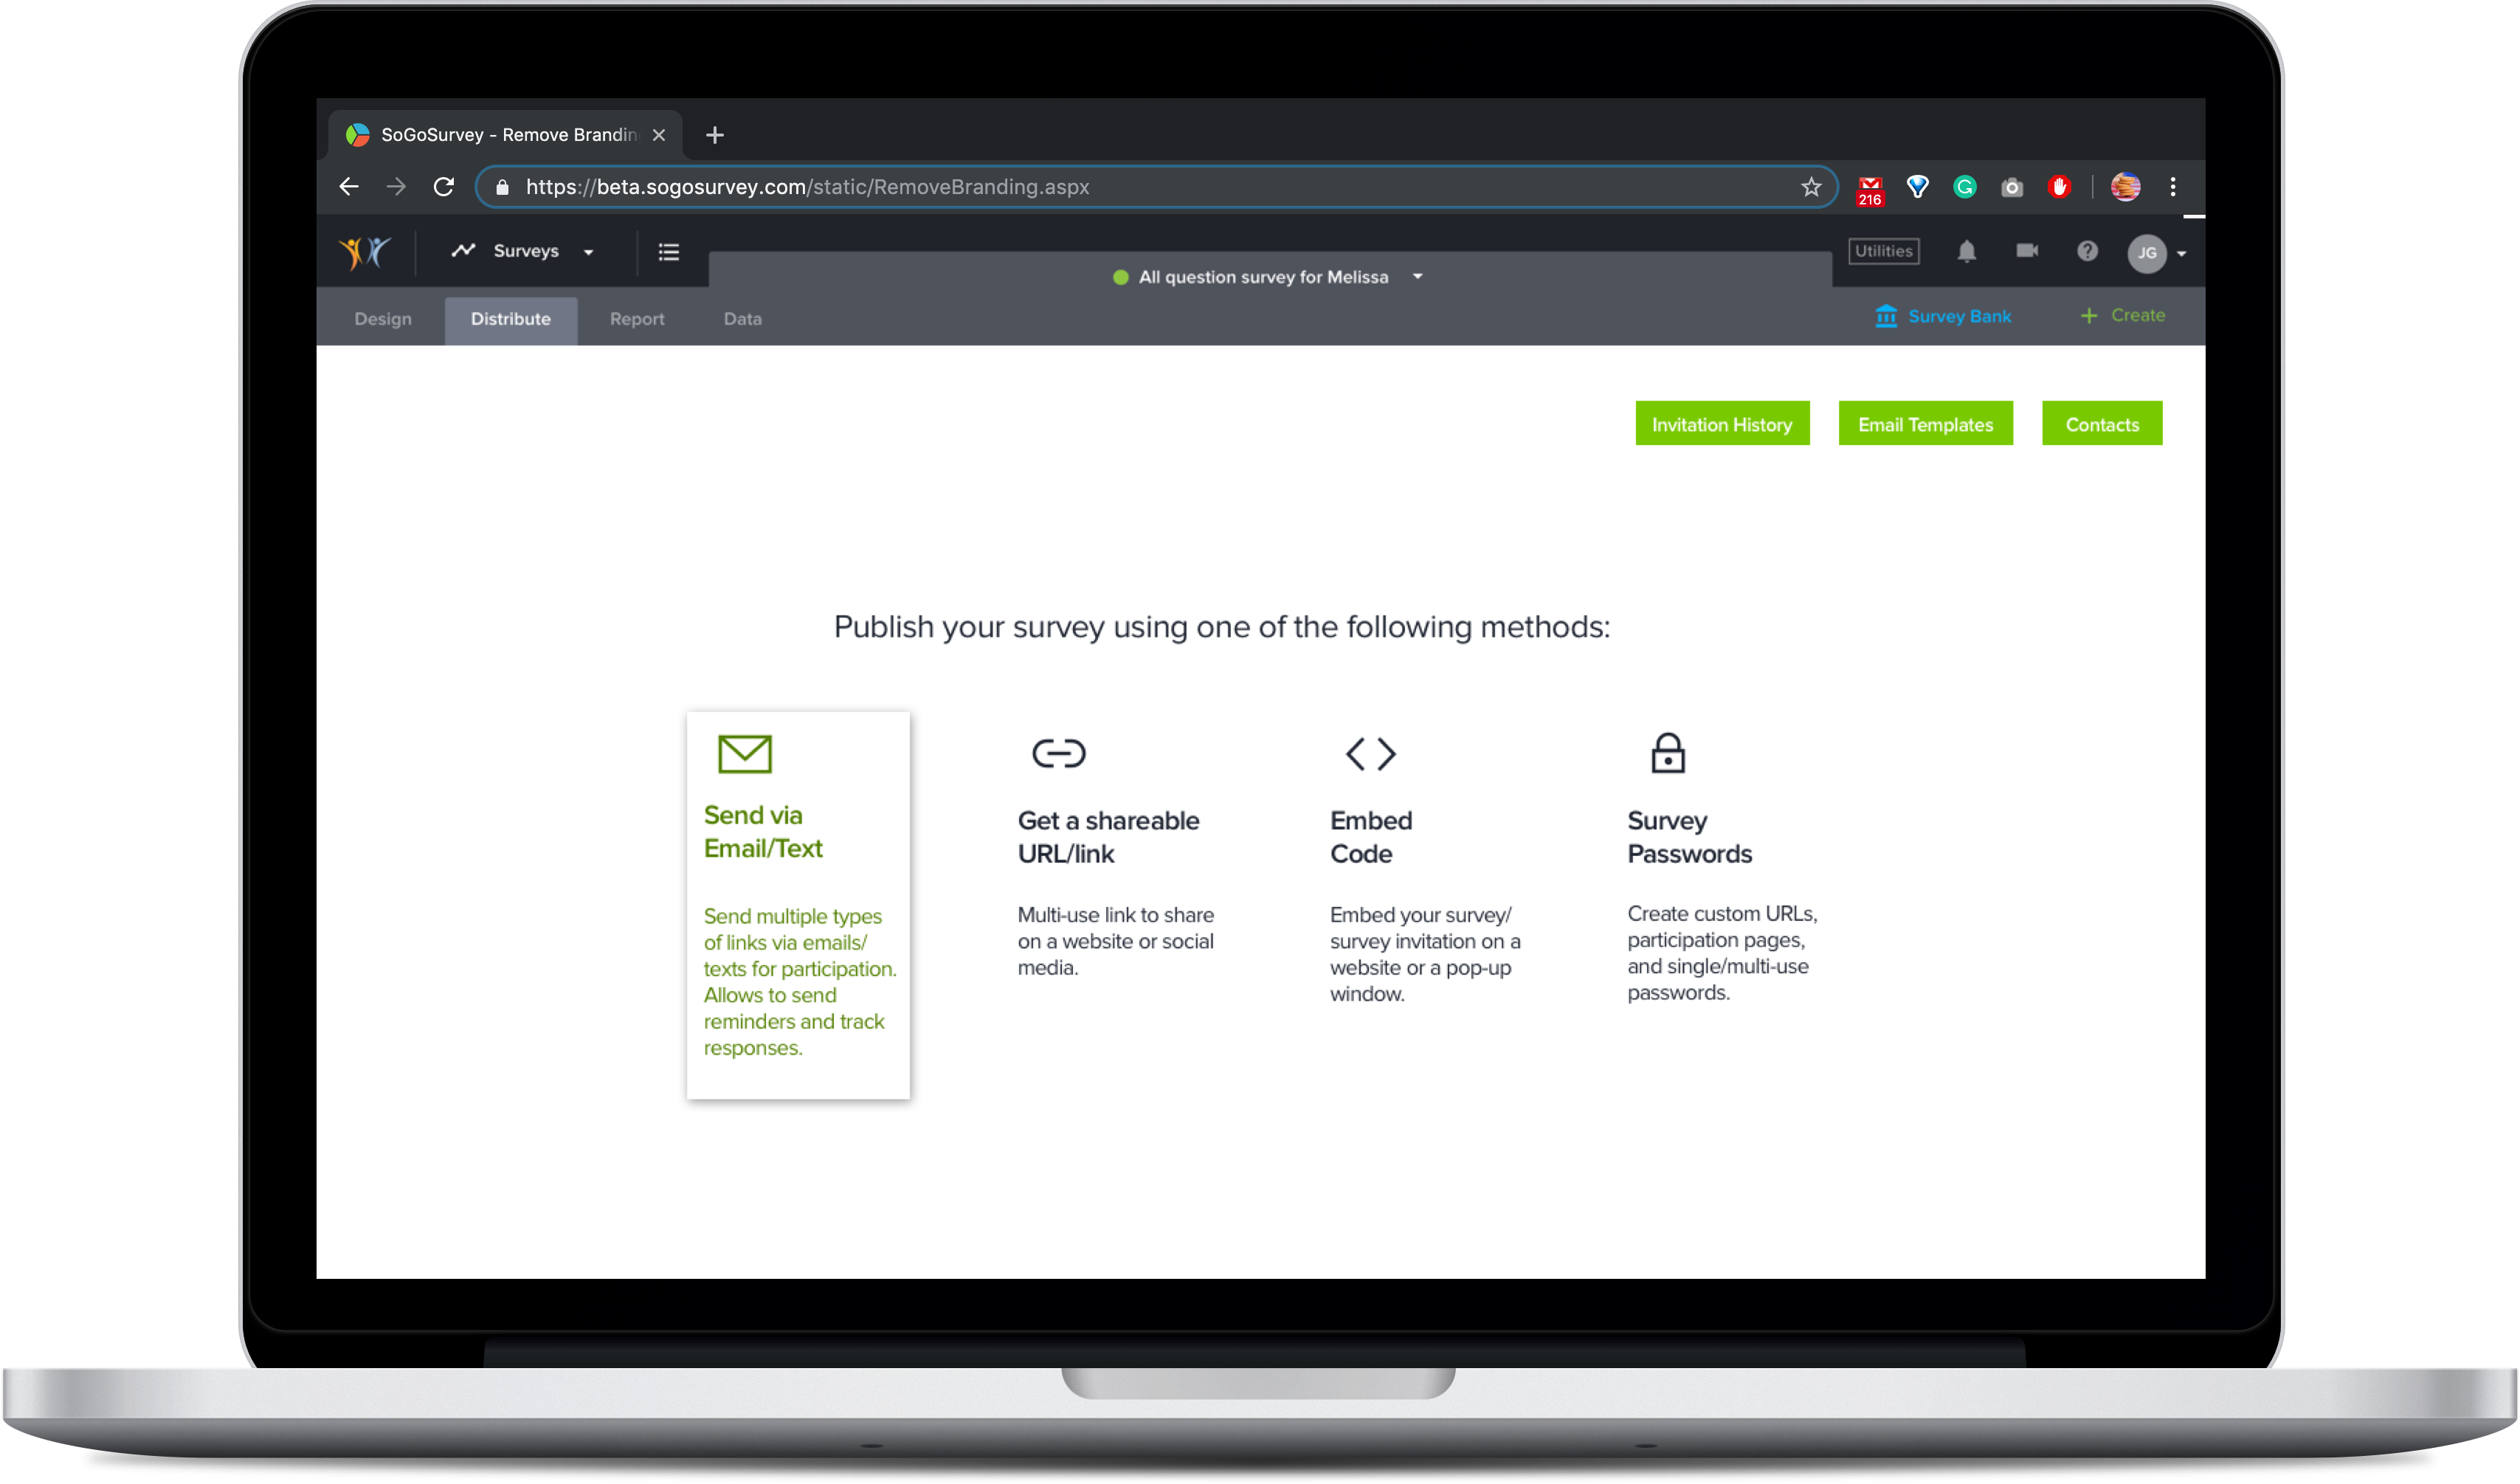 SoGoSurvey - Remove Brandin
https://beta.sogosurvey.com/static/RemoveBranding.aspx
216
Surveys
All question survey for Melissa
Utilities
JG
Design
Distribute
Report
Data
Survey Bank
+ Create
Invitation History
Email Templates
Contacts
Publish your survey using one of the following methods:
Send via
Email/Text
Send multiple types
of links via emails/
texts for participation.
Allows to send
reminders and track
responses.
Get a shareable
URL/link
Multi-use link to share
on a website or social
media.
Embed
Code
Embed your survey/
survey invitation on a
website or a pop-up
window.
Survey
Passwords
Create custom URLs,
participation pages,
and single/multi-use
passwords.